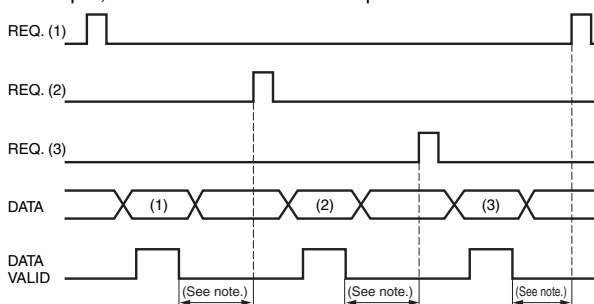 REQ. (1)
REQ. (2)
REQ. (3)
DATA
(1)
(2)
(3)
DATA
VALID
(See note.)
(See note.)
(See note.)